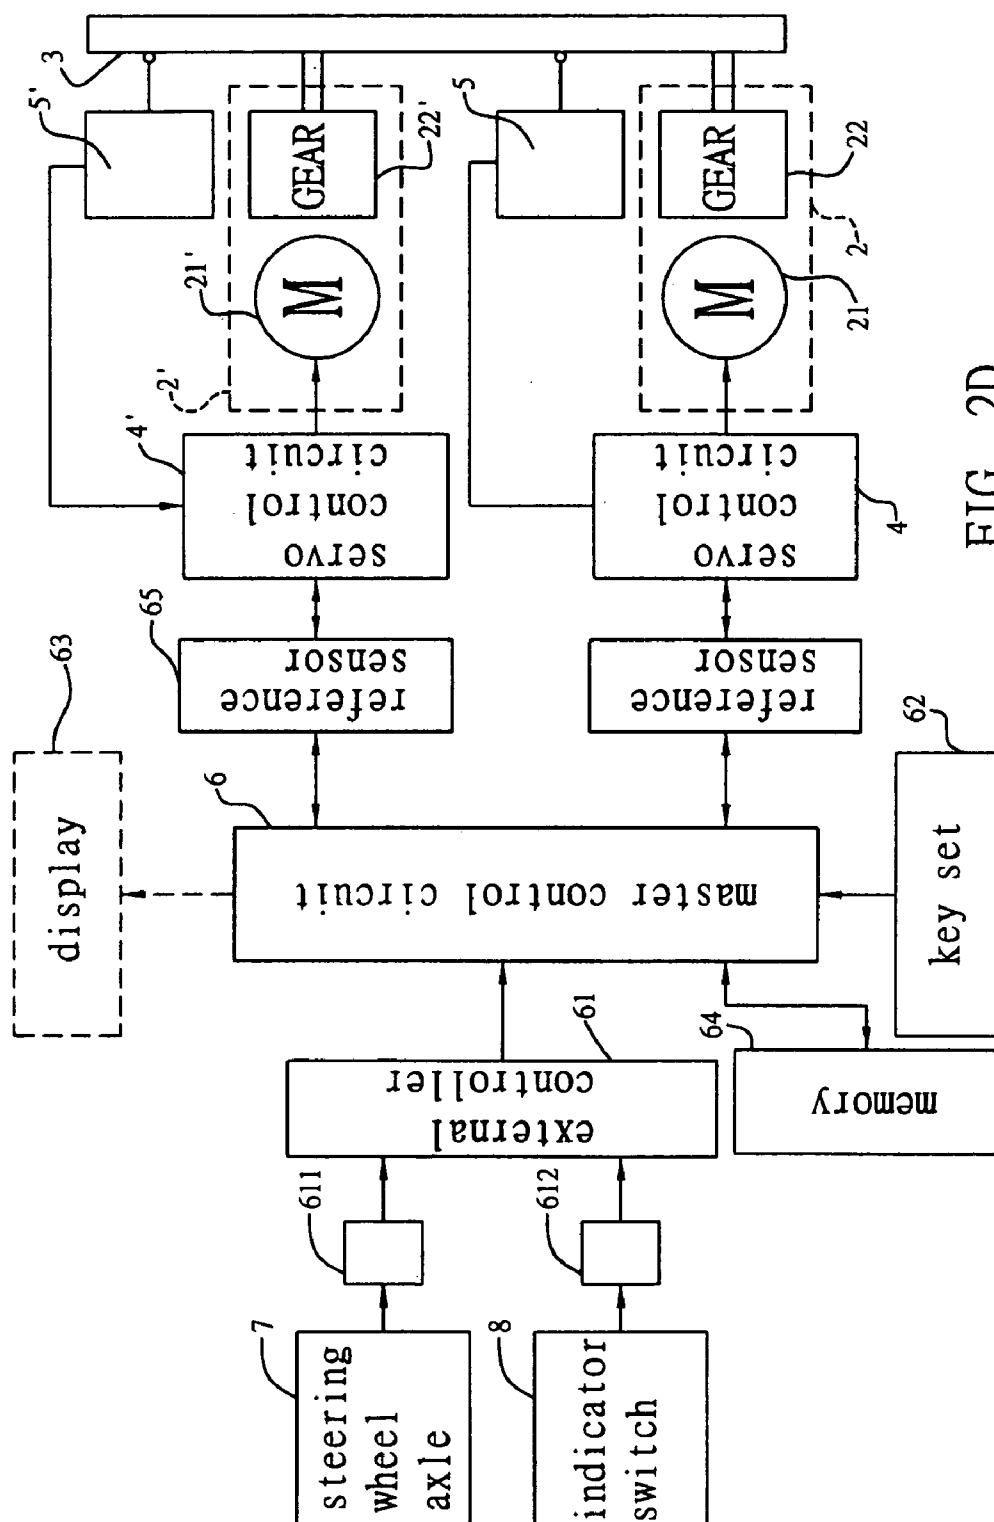 3
5'
GEAR
22'
5
GEAR
22
21'
M
2'
M
2
21
4'
servo
control
circuit
servo
control
circuit
4
65
reference
sensor
reference
sensor
63
display
6
master control circuit
62
key set
61
external
controller
64
memory
611
612
7
steering
wheel
axle
8
indicator
switch
FIG. 2D